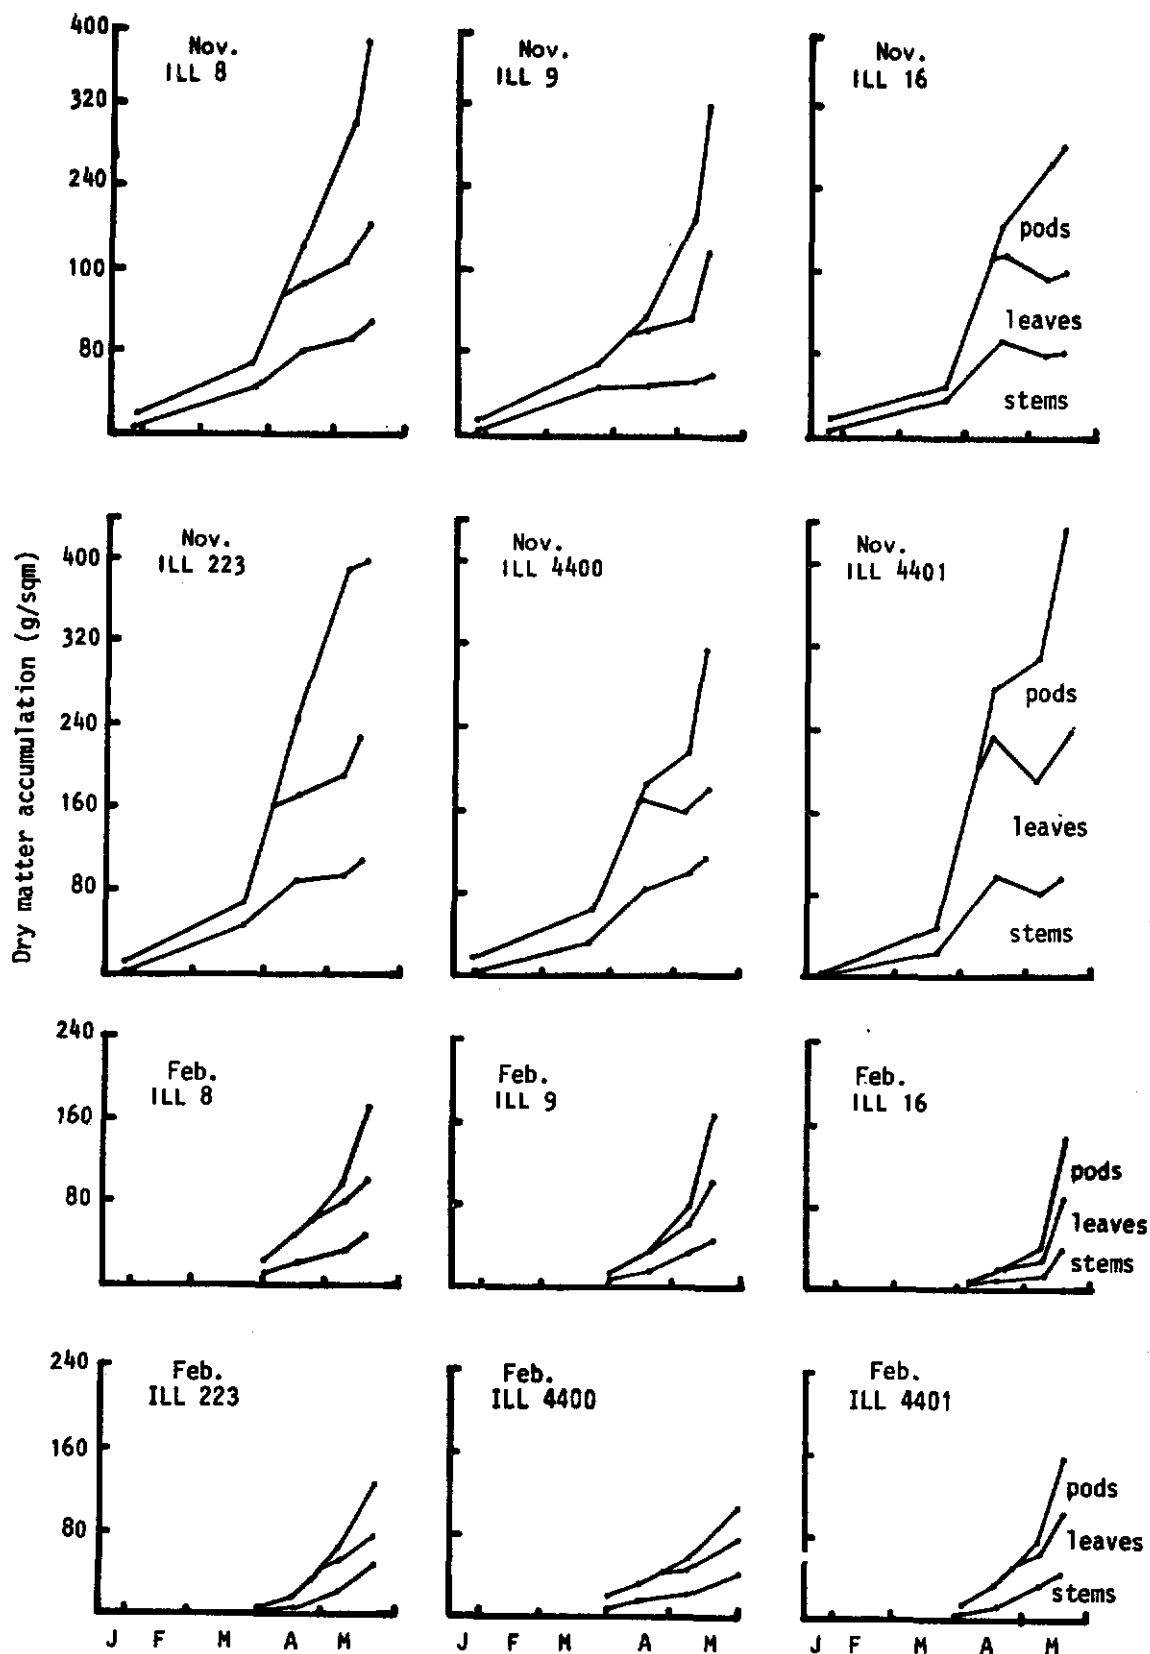 400
320
240
100
80
Nov.
ILL 8
Nov.
ILL 9
Nov.
ILL 16
pods
leaves
stems
Dry matter accumulation (g/sqm)
400
320
240
160
80
Nov.
ILL 223
Nov.
ILL 4400
Nov.
ILL 4401
pods
leaves
stems
240
160
80
Feb.
ILL 8
Feb.
ILL 9
Feb.
ILL 16
pods
leaves
stems
240
160
80
Feb.
ILL 223
Feb.
ILL 4400
Feb.
ILL 4401
pods
leaves
stems
J F M A M
J F M A M
J F M A M